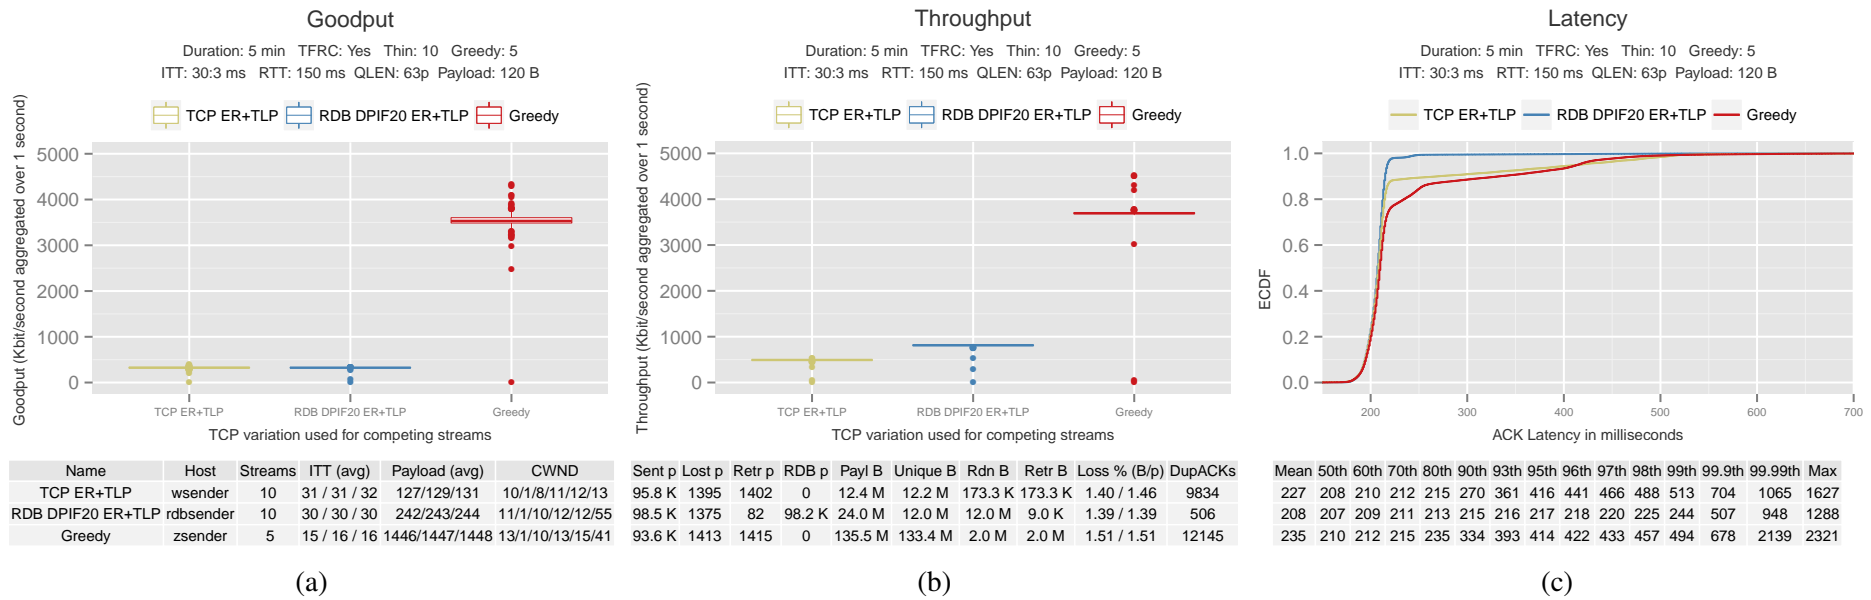 Goodput
Duration: 5 min TFRC: Yes Thin: 10 Greedy: 5
ITT: 30:3 ms RTT: 150 ms QLEN: 63p Payload: 120 B
TCP ER+TLP RDB DPIF20 ER+TLP Greedy
Goodput (Kbit/second aggregated over 1 second)
5000
4000
3000
2000
1000
0
TCP ER+TLP RDB DPIF20 ER+TLP Greedy
TCP variation used for competing streams
Name Host Streams ITT (avg) Payload (avg) CWND
TCP ER+TLP wsender 10 31 / 31 / 32 127/129/131 10/1/8/11/12/13
RDB DPIF20 ER+TLP rdbsender 10 30 / 30 / 30 242/243/244 11/1/10/12/12/55
Greedy zsender 5 15 / 16 / 16 1446/1447/1448 13/1/10/13/15/41
(a)
Throughput
Duration: 5 min TFRC: Yes Thin: 10 Greedy: 5
ITT: 30:3 ms RTT: 150 ms QLEN: 63p Payload: 120 B
TCP ER+TLP RDB DPIF20 ER+TLP Greedy
Throughput (Kbit/second aggregated over 1 second)
5000
4000
3000
2000
1000
0
TCP ER+TLP RDB DPIF20 ER+TLP Greedy
TCP variation used for competing streams
Sent p Lost p Retr p RDB p Payl B Unique B Rdn B Retr B Loss % (B/p) DupACKs
95.8 K 1395 1402 0 12.4 M 12.2 M 173.3 K 173.3 K 1.40 / 1.46 9834
98.5 K 1375 82 98.2 K 24.0 M 12.0 M 12.0 M 9.0 K 1.39 / 1.39 506
93.6 K 1413 1415 0 135.5 M 133.4 M 2.0 M 2.0 M 1.51 / 1.51 12145
(b)
Latency
Duration: 5 min TFRC: Yes Thin: 10 Greedy: 5
ITT: 30:3 ms RTT: 150 ms QLEN: 63p Payload: 120 B
TCP ER+TLP RDB DPIF20 ER+TLP Greedy
ECDF
1.0
0.8
0.6
0.4
0.2
0.0
200 300 400 500 600 700
ACK Latency in milliseconds
Mean 50th 60th 70th 80th 90th 93th 95th 96th 97th 98th 99th 99.9th 99.99th Max
227 208 210 212 215 270 361 416 441 466 488 513 704 1065 1627
208 207 209 211 213 215 216 217 218 220 225 244 507 948 1288
235 210 212 215 235 334 393 414 422 433 457 494 678 2139 2321
(c)